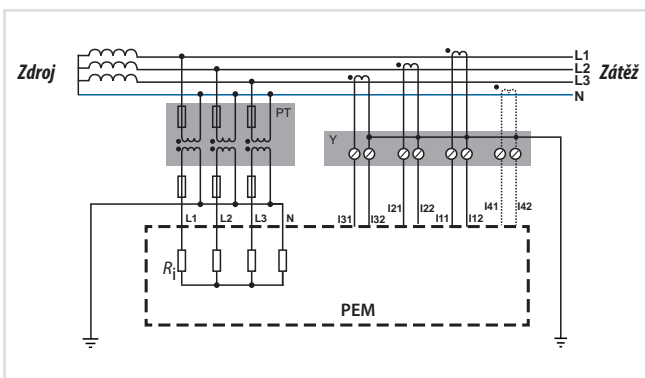 L1
L2
Zdroj L3 Zátěž
N
PT
Y
I41 I42
I21 I22
L1 L2 L3 N I31 I32 I11 I12
Ri
PEM